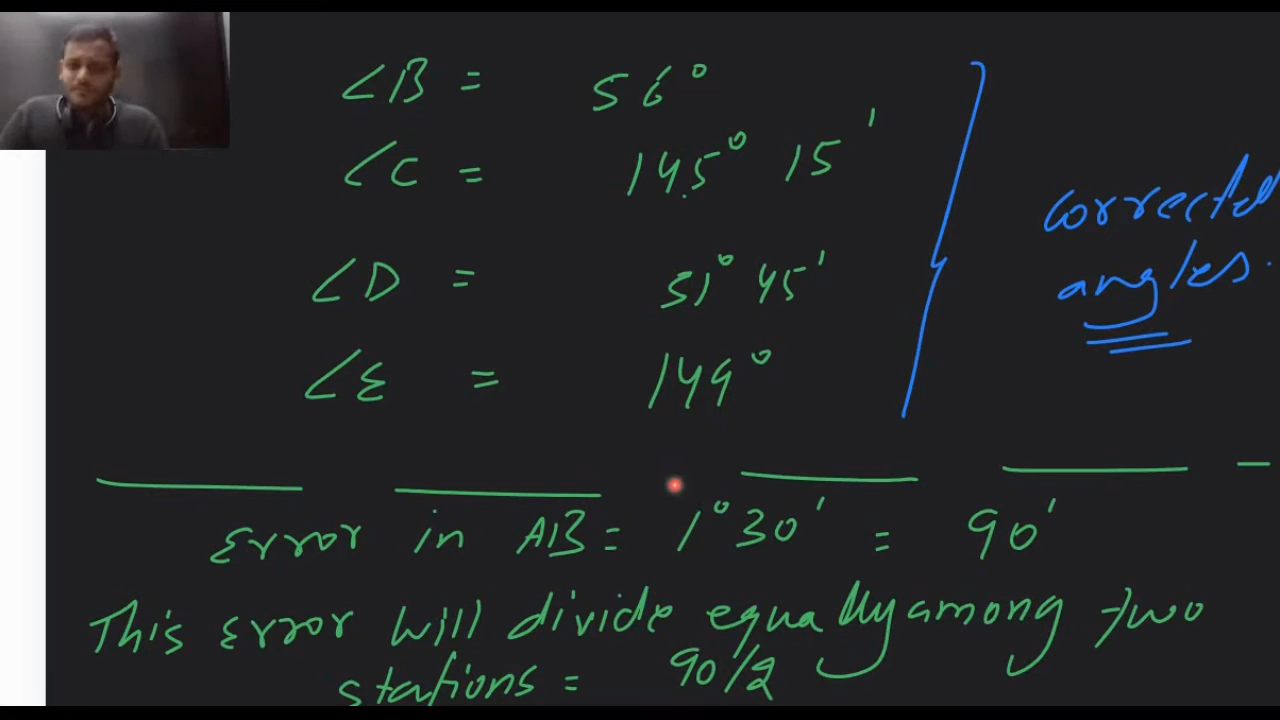 ∠B = 56°
∠C = 145° 15'
∠D = 51° 45'
∠E = 149°
corrected
angles.
Error in AB = 1° 30' = 90'
This error will divide equally among two
stations = 90/2